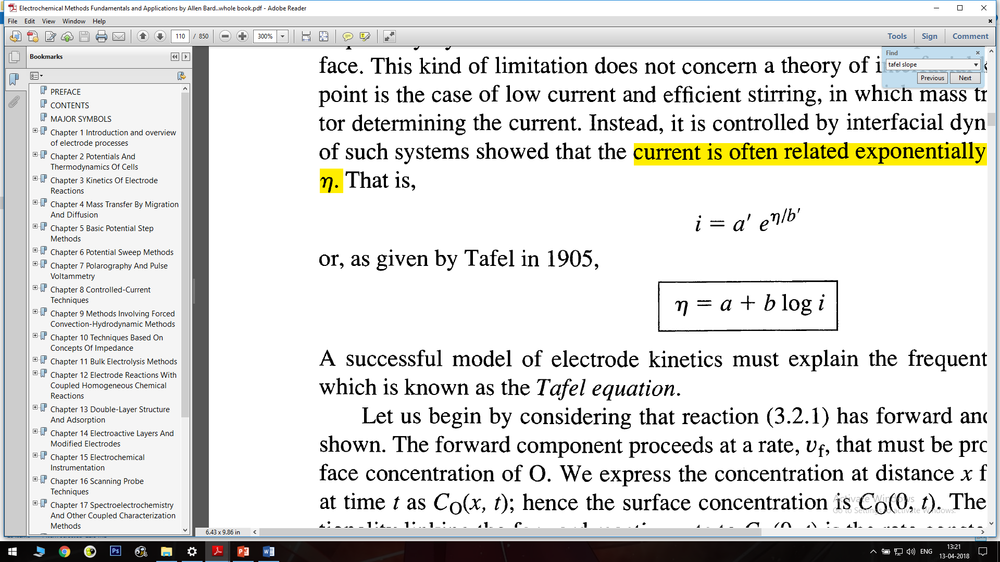 Electrochemical Methods Fundamentals and Applications by Allen Bard..whole book.pdf - Adobe Reader
File Edit View Window Help
110 / 850 300% Tools Sign Comment
Bookmarks
PREFACE
CONTENTS
MAJOR SYMBOLS
Chapter 1 Introduction and overview
of electrode processes
Chapter 2 Potentials And
Thermodynamics Of Cells
Chapter 3 Kinetics Of Electrode
Reactions
Chapter 4 Mass Transfer By Migration
And Diffusion
Chapter 5 Basic Potential Step
Methods
Chapter 6 Potential Sweep Methods
Chapter 7 Polarography And Pulse
Voltammetry
Chapter 8 Controlled-Current
Techniques
Chapter 9 Methods Involving Forced
Convection-Hydrodynamic Methods
Chapter 10 Techniques Based On
Concepts Of Impedance
Chapter 11 Bulk Electrolysis Methods
Chapter 12 Electrode Reactions With
Coupled Homogeneous Chemical
Reactions
Chapter 13 Double-Layer Structure
And Adsorption
Chapter 14 Electroactive Layers And
Modified Electrodes
Chapter 15 Electrochemical
Instrumentation
Chapter 16 Scanning Probe
Techniques
Chapter 17 Spectroelectrochemistry
And Other Coupled Characterization
Methods
Find
tafel slope
Previous Next
face. This kind of limitation does not concern a theory of
point is the case of low current and efficient stirring, in which mass tr
tor determining the current. Instead, it is controlled by interfacial dyn
of such systems showed that the current is often related exponentially
η. That is,
i = a′ e^η/b′
or, as given by Tafel in 1905,
η = a + b log i
A successful model of electrode kinetics must explain the frequent
which is known as the Tafel equation.
Let us begin by considering that reaction (3.2.1) has forward and
shown. The forward component proceeds at a rate, v_f, that must be pro
face concentration of O. We express the concentration at distance x f
at time t as C_O(x, t); hence the surface concentration is C_O(0, t). The
Activate Windows
Go to Settings to activate Windows.
6.43 x 9.86 in
ENG
13:21
13-04-2018